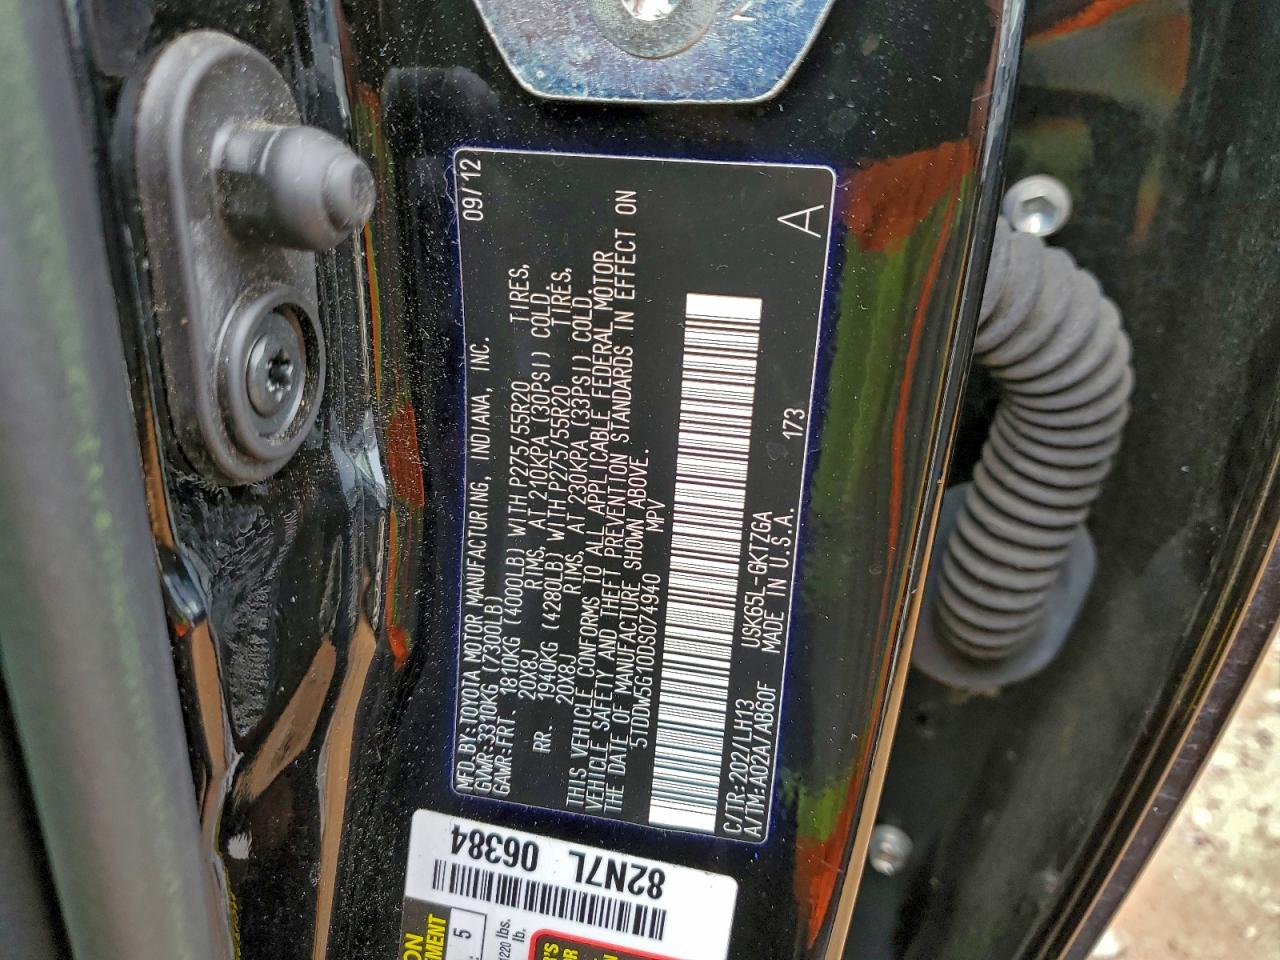 MFD.BY:TOYOTA MOTOR MANUFACTURING, INDIANA, INC. 09/12
GVWR:3310KG (7300LB)
GAWR:FRT 1810KG (4000LB) WITH P275/55R20 TIRES,
20X8J RIMS, AT 210KPA (30PSI) COLD
RR. 1940KG (4280LB) WITH P275/55R20 TIRES,
20X8J RIMS, AT 230KPA (33PSI) COLD.
THIS VEHICLE CONFORMS TO ALL APPLICABLE FEDERAL MOTOR
VEHICLE SAFETY AND THEFT PREVENTION STANDARDS IN EFFECT ON
THE DATE OF MANUFACTURE SHOWN ABOVE.
5TDDW5G10DS074940 MPV
A
C/TR:202/LH13 USK65L-GKTZGA
A/TM:A02A/AB60F MADE IN U.S.A. 173
06384
82N7L
5
1220 lbs.
lb.